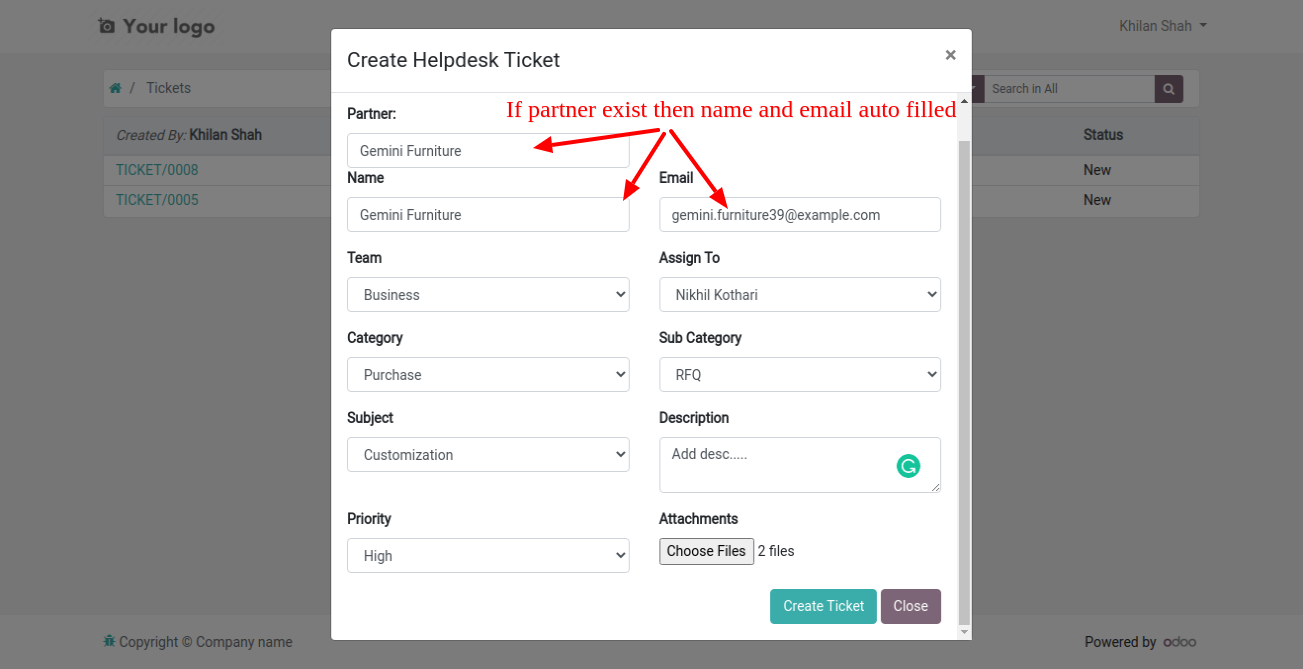 Your logo
Khilan Shah
Create Helpdesk Ticket
×
/ Tickets
Search in All
If partner exist then name and email auto filled
Partner:
Created By: Khilan Shah
Status
Gemini Furniture
TICKET/0008
New
Name
Email
TICKET/0005
New
Gemini Furniture
gemini.furniture39@example.com
Team
Assign To
Business
Nikhil Kothari
Category
Sub Category
Purchase
RFQ
Subject
Description
Customization
Add desc.....
Priority
Attachments
High
Choose Files 2 files
Create Ticket
Close
Copyright © Company name
Powered by odoo